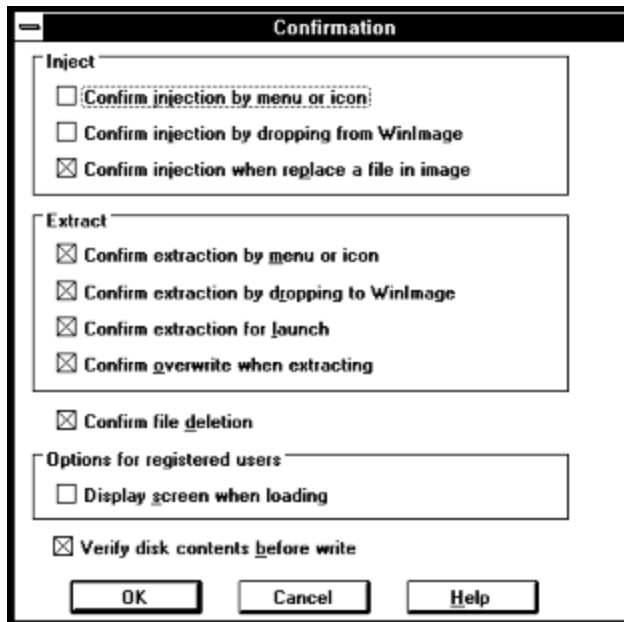 Confirmation
Inject
Confirm injection by menu or icon
Confirm injection by dropping from WinImage
Confirm injection when replace a file in image
Extract
Confirm extraction by menu or icon
Confirm extraction by dropping to WinImage
Confirm extraction for launch
Confirm overwrite when extracting
Confirm file deletion
Options for registered users
Display screen when loading
Verify disk contents before write
OK Cancel Help